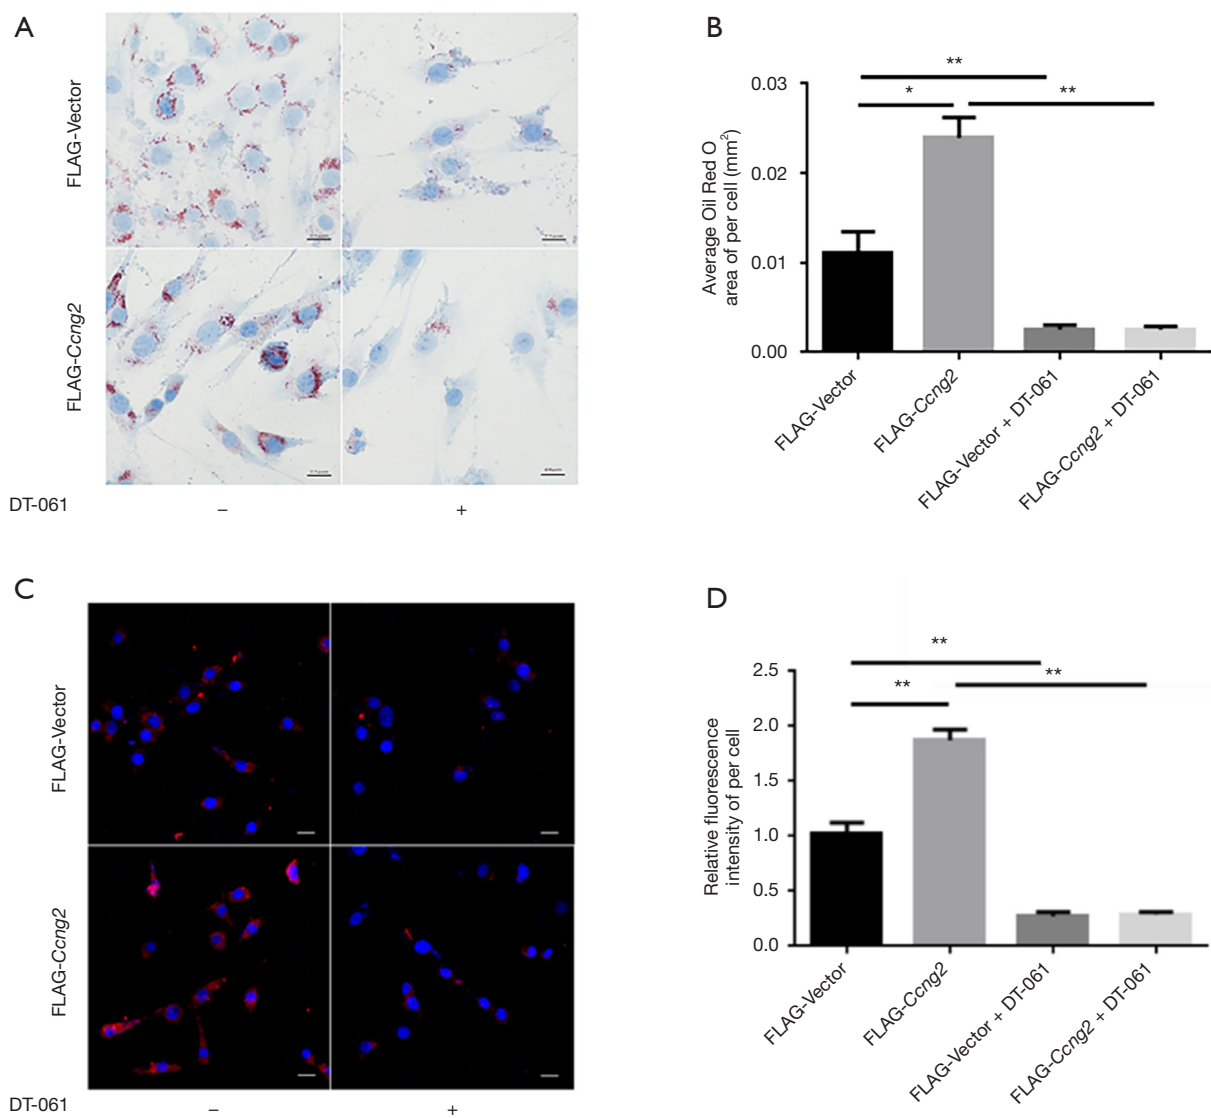 A
FLAG-Vector
FLAG-Ccng2
DT-061
–
+
B
Average Oil Red O
area of per cell (mm²)
0.03
0.02
0.01
0.00
**
*
**
FLAG-Vector
FLAG-Ccng2
FLAG-Vector + DT-061
FLAG-Ccng2 + DT-061
C
FLAG-Vector
FLAG-Ccng2
DT-061
–
+
D
Relative fluorescence
intensity of per cell
2.5
2.0
1.5
1.0
0.5
0.0
**
**
**
FLAG-Vector
FLAG-Ccng2
FLAG-Vector + DT-061
FLAG-Ccng2 + DT-061